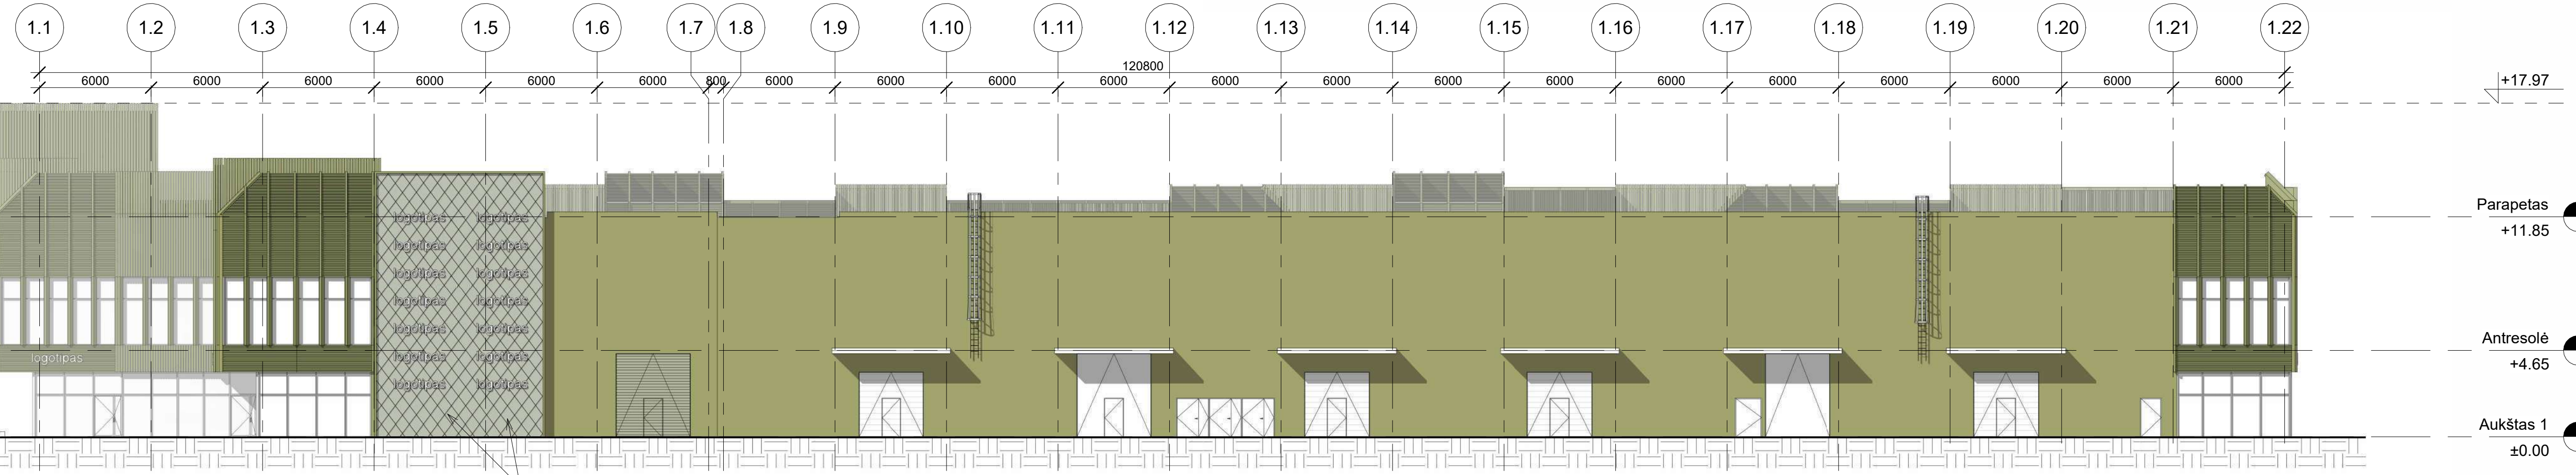 1.1 1.2 1.3 1.4 1.5 1.6 1.7 1.8 1.9 1.10 1.11 1.12 1.13 1.14 1.15 1.16 1.17 1.18 1.19 1.20 1.21 1.22
120800
6000 6000 6000 6000 6000 6000 800 6000 6000 6000 6000 6000 6000 6000 6000 6000 6000 6000 6000 6000 6000
+17.97
Parapetas
+11.85
logotipas logotipas
logotipas logotipas
logotipas logotipas
logotipas logotipas
logotipas logotipas
logotipas logotipas logotipas
logotipas logotipas
Antresolė
+4.65
Aukštas 1
±0.00